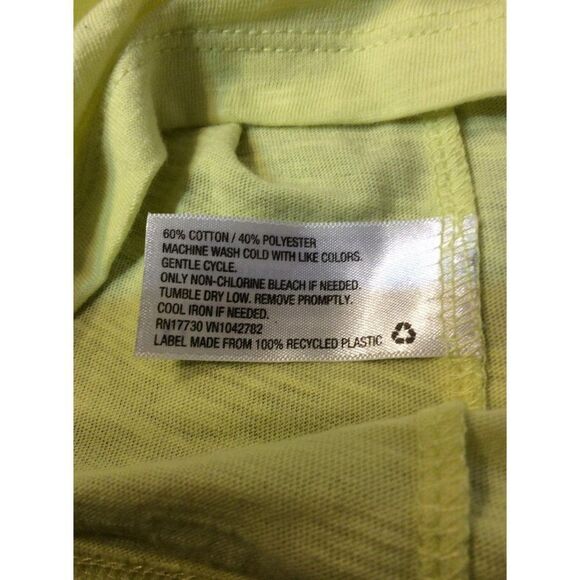 60% COTTON / 40% POLYESTER
MACHINE WASH COLD WITH LIKE COLORS.
GENTLE CYCLE.
ONLY NON-CHLORINE BLEACH IF NEEDED.
TUMBLE DRY LOW. REMOVE PROMPTLY.
COOL IRON IF NEEDED.
RN17730 VN1042782
LABEL MADE FROM 100% RECYCLED PLASTIC